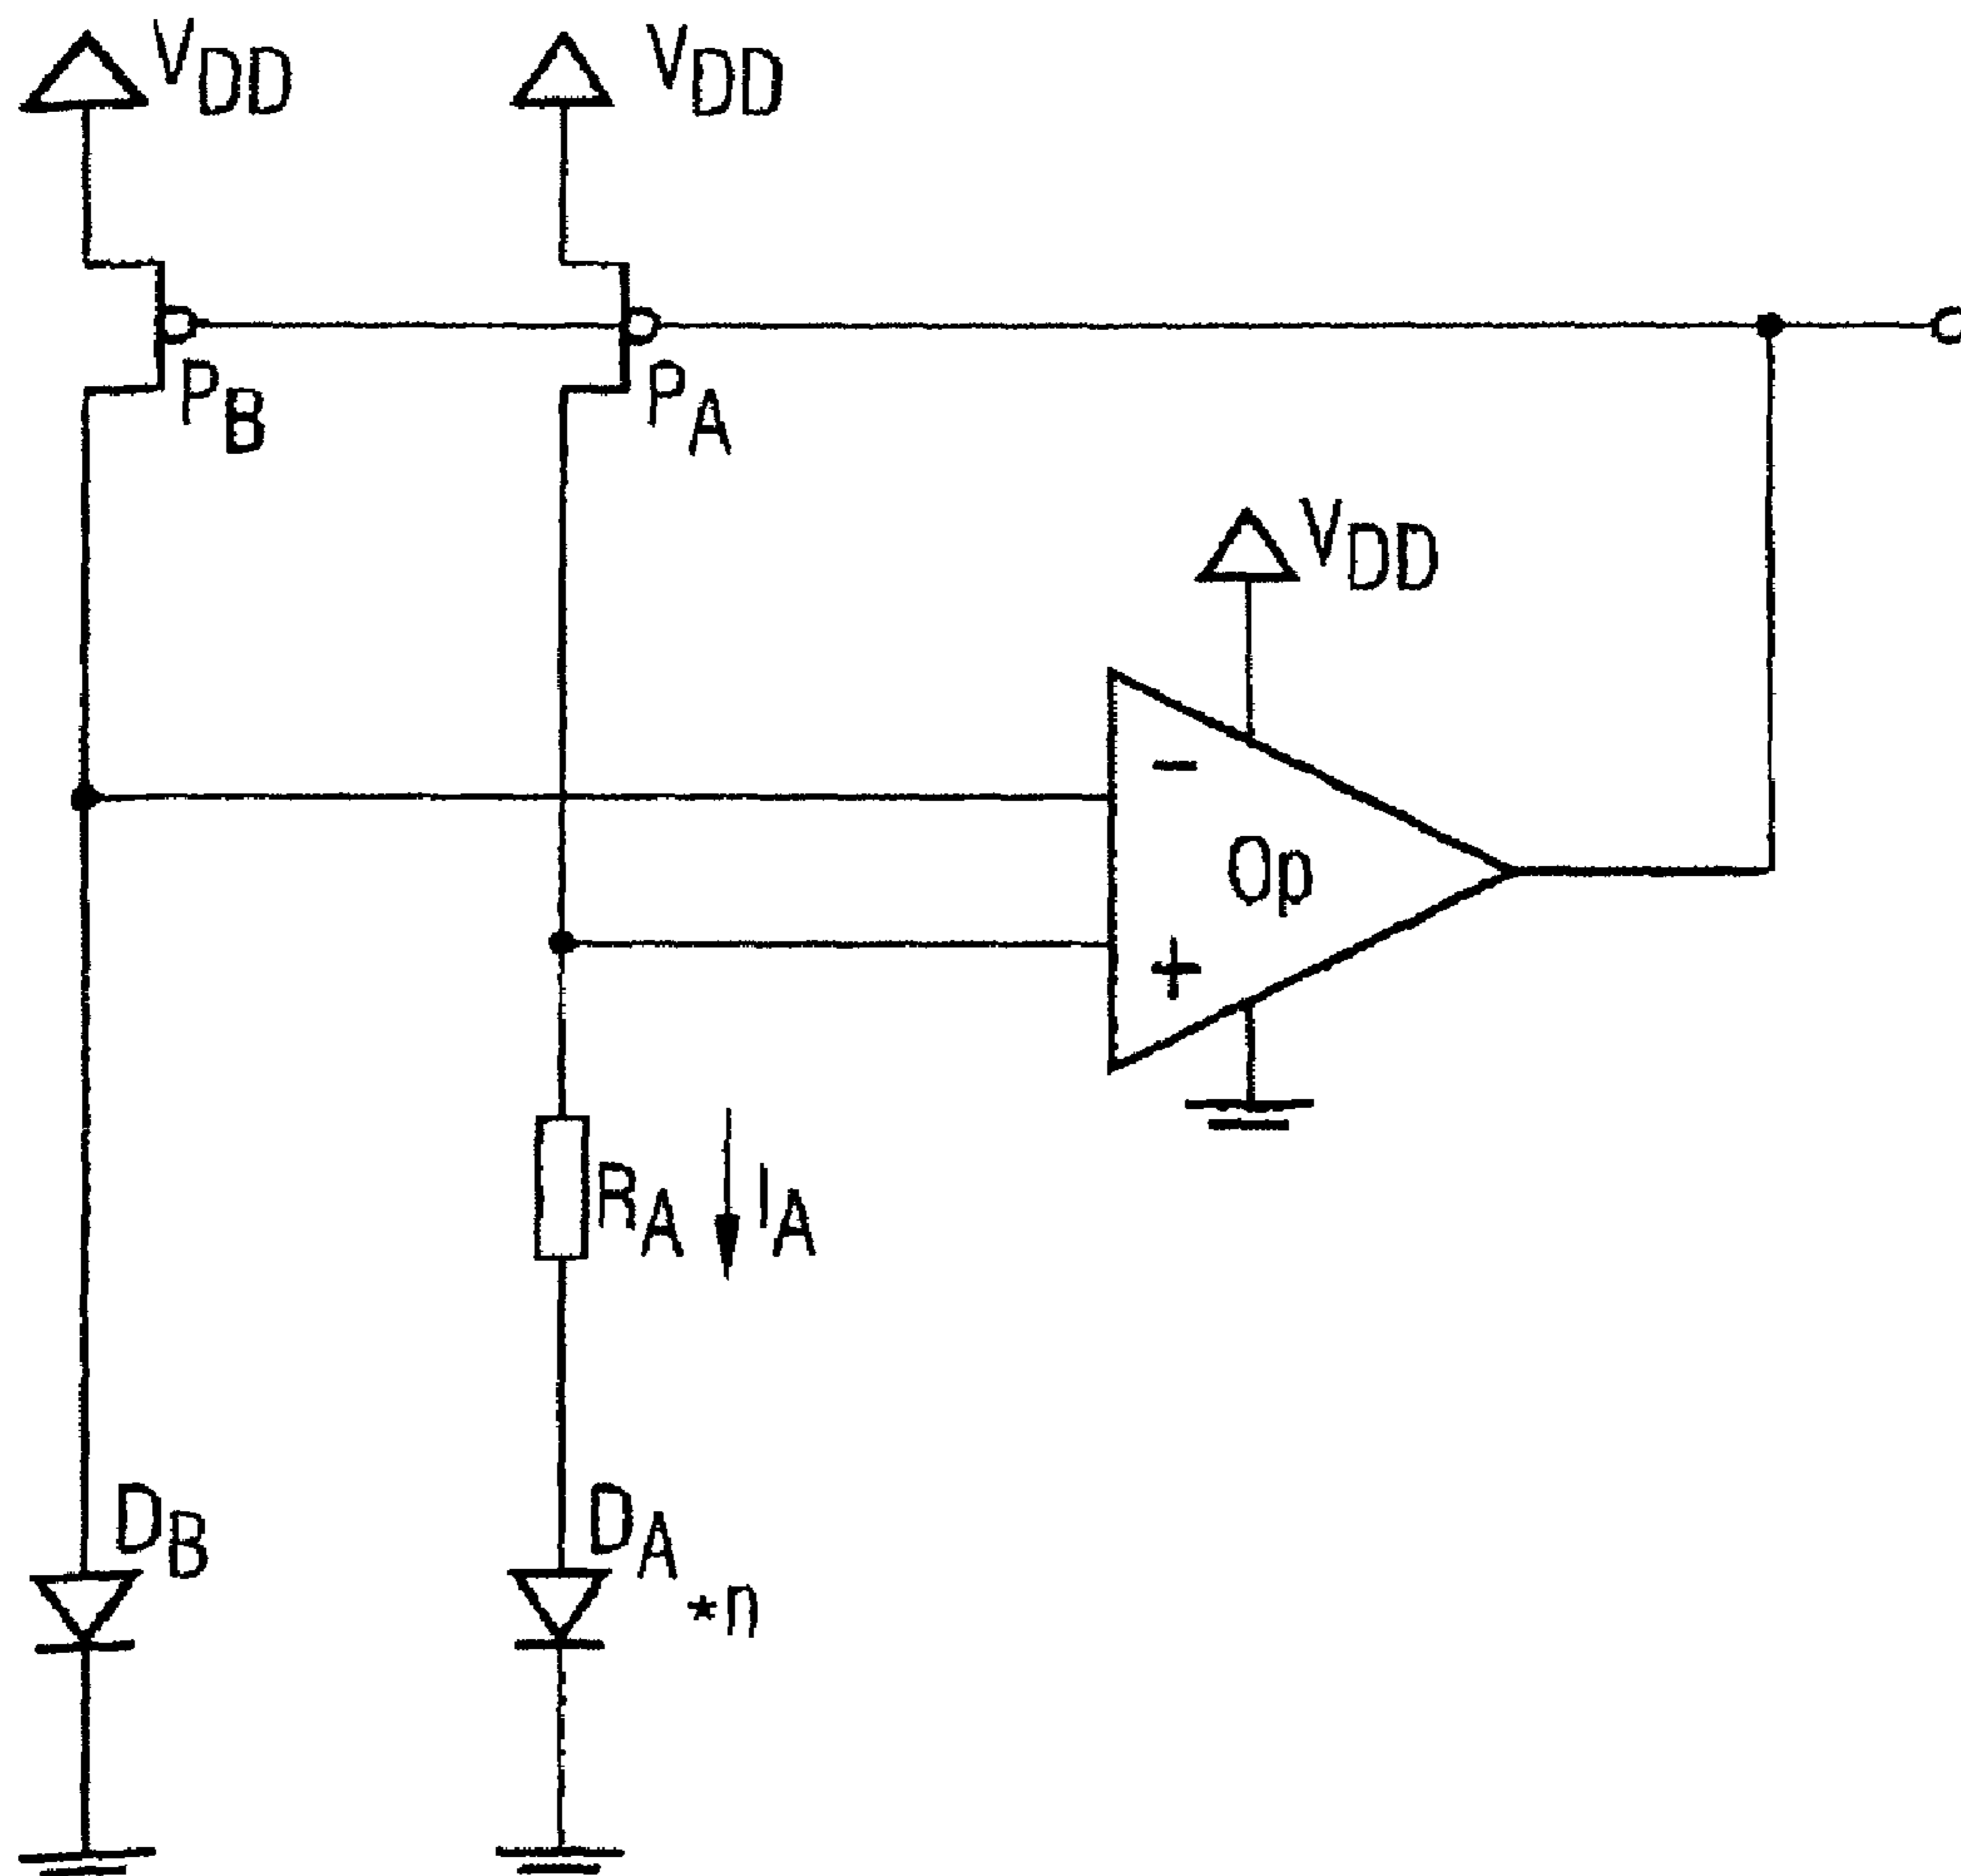 VDD VDD
PB PA
VDD
-
Op
+
RA IA
DB DA *n